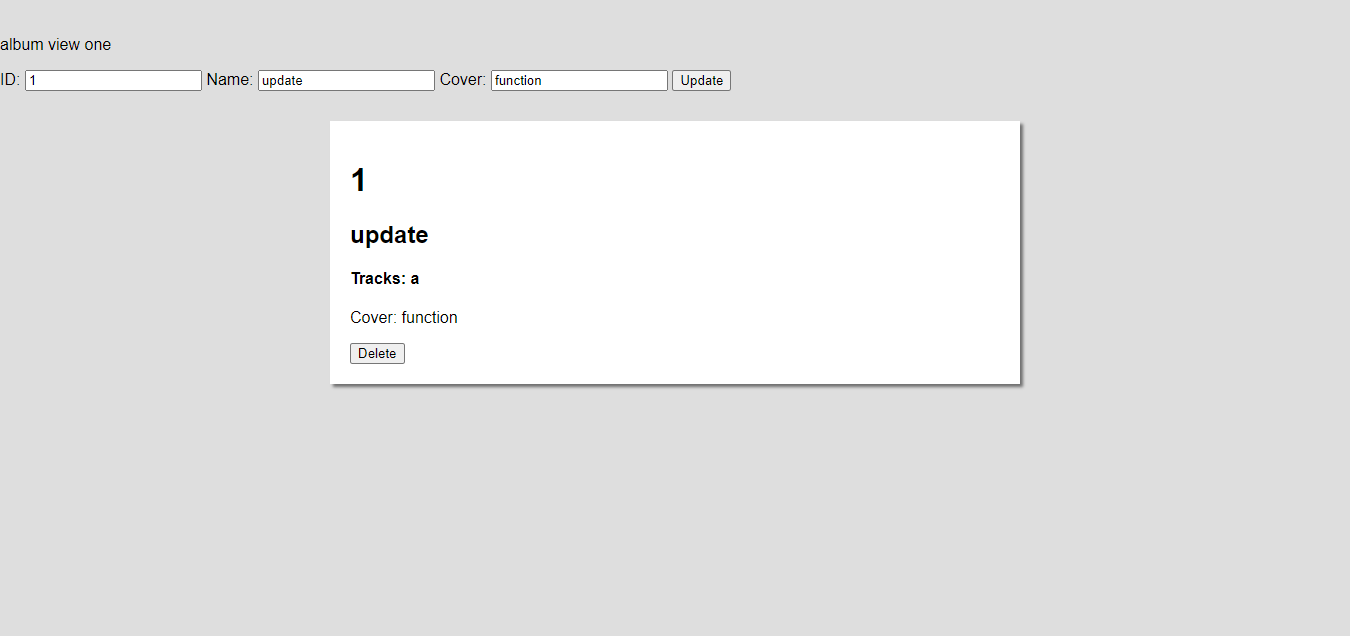 album view one
ID: 1 Name: update Cover: function Update
1
update
Tracks: a
Cover: function
Delete